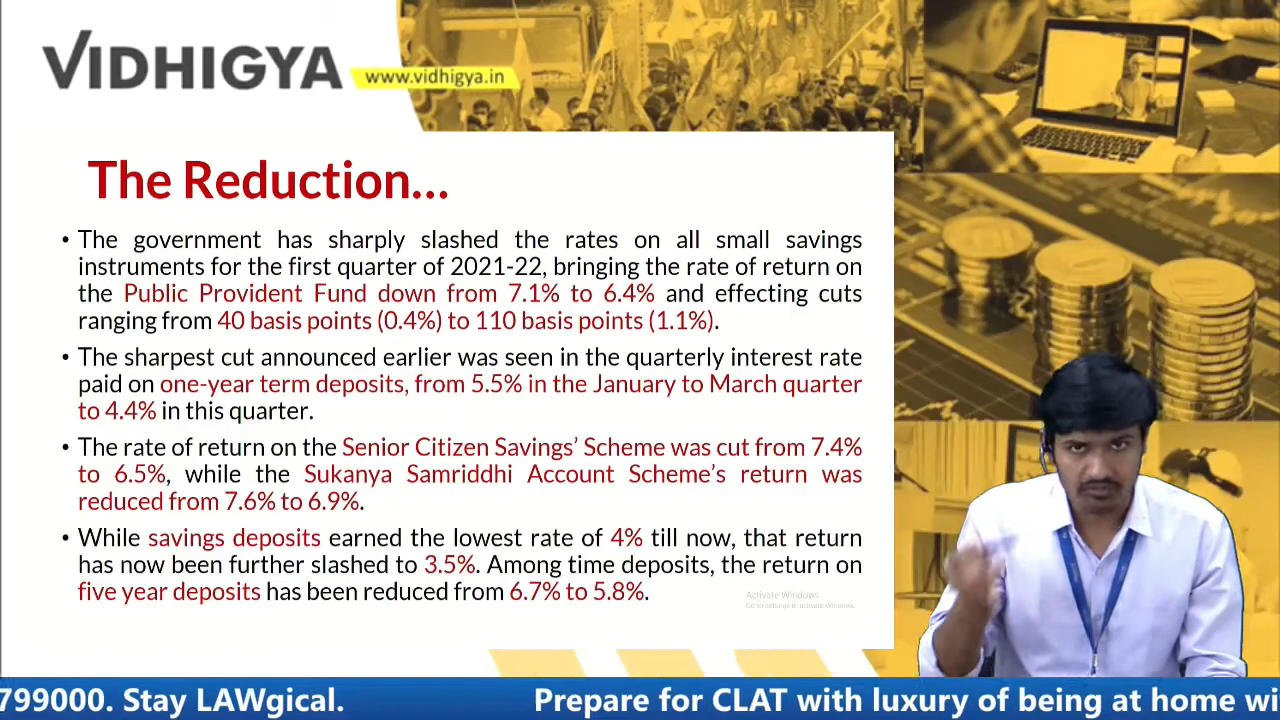 VIDHIGYA
www.vidhigya.in
The Reduction...
• The government has sharply slashed the rates on all small savings
instruments for the first quarter of 2021-22, bringing the rate of return on
the Public Provident Fund down from 7.1% to 6.4% and effecting cuts
ranging from 40 basis points (0.4%) to 110 basis points (1.1%).
• The sharpest cut announced earlier was seen in the quarterly interest rate
paid on one-year term deposits, from 5.5% in the January to March quarter
to 4.4% in this quarter.
• The rate of return on the Senior Citizen Savings’ Scheme was cut from 7.4%
to 6.5%, while the Sukanya Samriddhi Account Scheme’s return was
reduced from 7.6% to 6.9%.
• While savings deposits earned the lowest rate of 4% till now, that return
has now been further slashed to 3.5%. Among time deposits, the return on
five year deposits has been reduced from 6.7% to 5.8%.
Activate Windows
Go to Settings to activate Windows.
799000. Stay LAWgical. Prepare for CLAT with luxury of being at home wi